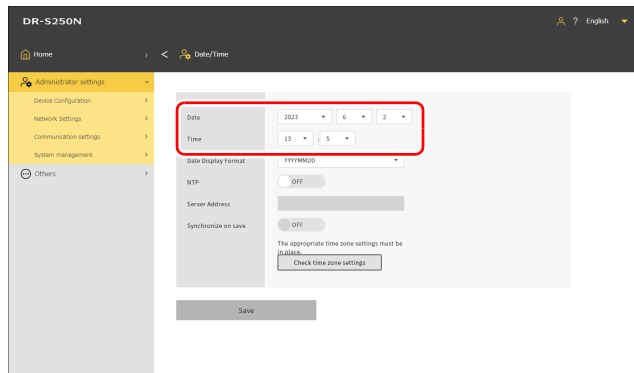 DR-S250N
? English
Home
Date/Time
Administrator settings
Device Configuration
Network Settings
Communication settings
System management
Others
Date 2023 6 2
Time 13 : 5
Date Display Format YYYYMMDD
NTP OFF
Server Address
Synchronize on save OFF
The appropriate time zone settings must be
in place.
Check time zone settings
Save